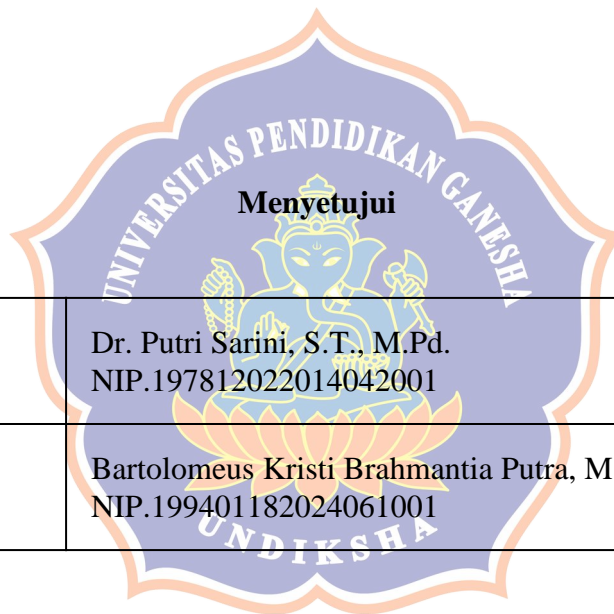 UNIVERSITAS PENDIDIKAN GANESHA
Menyetujui
Dr. Putri Sarini, S.T., M.Pd.
NIP.197812022014042001
Bartolomeus Kristi Brahmantia Putra, M
NIP.199401182024061001
UNDIKSHA